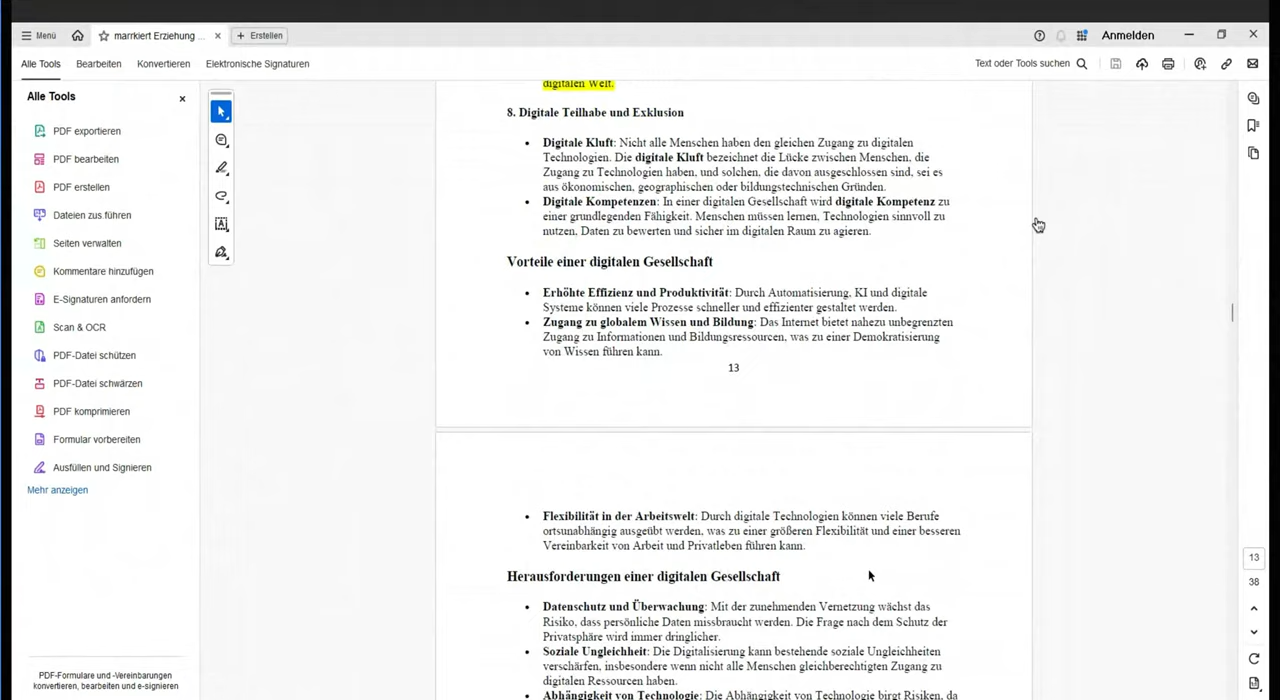 Menü
marrkiert Erziehung ...
Erstellen
Anmelden
Alle Tools
Bearbeiten
Konvertieren
Elektronische Signaturen
Text oder Tools suchen
Alle Tools
PDF exportieren
PDF bearbeiten
PDF erstellen
Dateien zus führen
Seiten verwalten
Kommentare hinzufügen
E-Signaturen anfordern
Scan & OCR
PDF-Datei schützen
PDF-Datei schwärzen
PDF komprimieren
Formular vorbereiten
Ausfüllen und Signieren
Mehr anzeigen
PDF-Formulare und -Vereinbarungen
konvertieren, bearbeiten und e-signieren
digitalen Welt.
8. Digitale Teilhabe und Exklusion
• Digitale Kluft: Nicht alle Menschen haben den gleichen Zugang zu digitalen
Technologien. Die digitale Kluft bezeichnet die Lücke zwischen Menschen, die
Zugang zu Technologien haben, und solchen, die davon ausgeschlossen sind, sei es
aus ökonomischen, geographischen oder bildungstechnischen Gründen.
• Digitale Kompetenzen: In einer digitalen Gesellschaft wird digitale Kompetenz zu
einer grundlegenden Fähigkeit. Menschen müssen lernen, Technologien sinnvoll zu
nutzen, Daten zu bewerten und sicher im digitalen Raum zu agieren.
Vorteile einer digitalen Gesellschaft
• Erhöhte Effizienz und Produktivität: Durch Automatisierung, KI und digitale
Systeme können viele Prozesse schneller und effizienter gestaltet werden.
• Zugang zu globalem Wissen und Bildung: Das Internet bietet nahezu unbegrenzten
Zugang zu Informationen und Bildungsressourcen, was zu einer Demokratisierung
von Wissen führen kann.
13
• Flexibilität in der Arbeitswelt: Durch digitale Technologien können viele Berufe
ortsunabhängig ausgeübt werden, was zu einer größeren Flexibilität und einer besseren
Vereinbarkeit von Arbeit und Privatleben führen kann.
Herausforderungen einer digitalen Gesellschaft
• Datenschutz und Überwachung: Mit der zunehmenden Vernetzung wächst das
Risiko, dass persönliche Daten missbraucht werden. Die Frage nach dem Schutz der
Privatsphäre wird immer dringlicher.
• Soziale Ungleichheit: Die Digitalisierung kann bestehende soziale Ungleichheiten
verschärfen, insbesondere wenn nicht alle Menschen gleichberechtigten Zugang zu
digitalen Ressourcen haben.
• Abhängigkeit von Technologie: Die Abhängigkeit von Technologie birgt Risiken, da
13
38